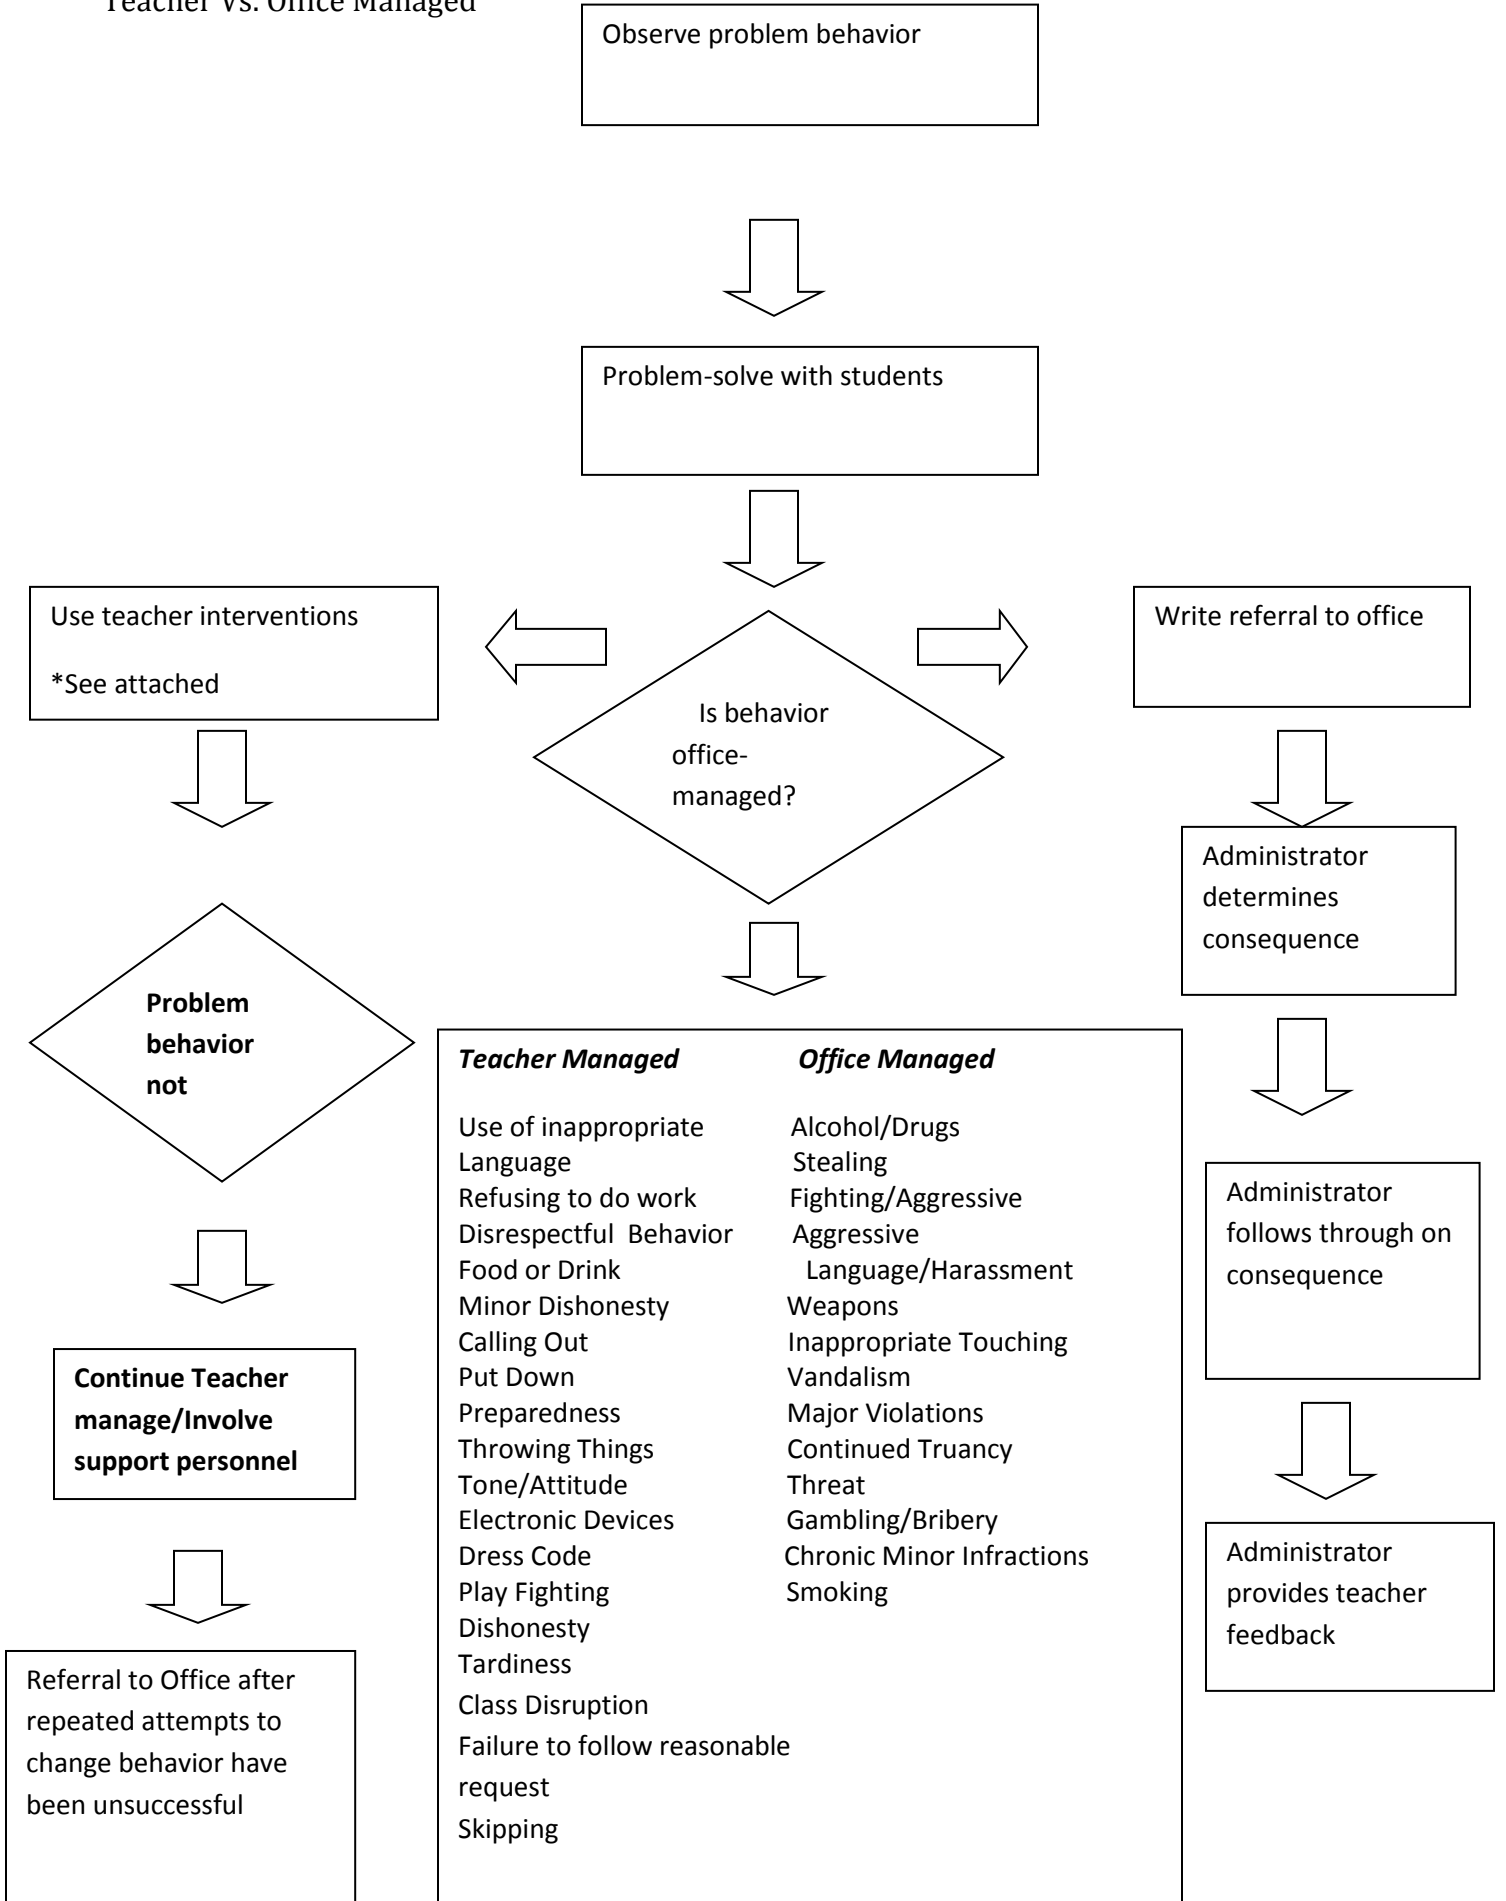 Teacher Vs. Office Managed
Observe problem behavior
Problem-solve with students
Use teacher interventions
*See attached
Is behavior
office-
managed?
Write referral to office
Administrator
determines
consequence
Problem
behavior
not
Teacher Managed Office Managed
Use of inappropriate Alcohol/Drugs
Language Stealing
Refusing to do work Fighting/Aggressive
Disrespectful Behavior Aggressive
Food or Drink Language/Harassment
Minor Dishonesty Weapons
Calling Out Inappropriate Touching
Put Down Vandalism
Preparedness Major Violations
Throwing Things Continued Truancy
Tone/Attitude Threat
Electronic Devices Gambling/Bribery
Dress Code Chronic Minor Infractions
Play Fighting Smoking
Dishonesty
Tardiness
Class Disruption
Failure to follow reasonable
request
Skipping
Administrator
follows through on
consequence
Continue Teacher
manage/Involve
support personnel
Administrator
provides teacher
feedback
Referral to Office after
repeated attempts to
change behavior have
been unsuccessful